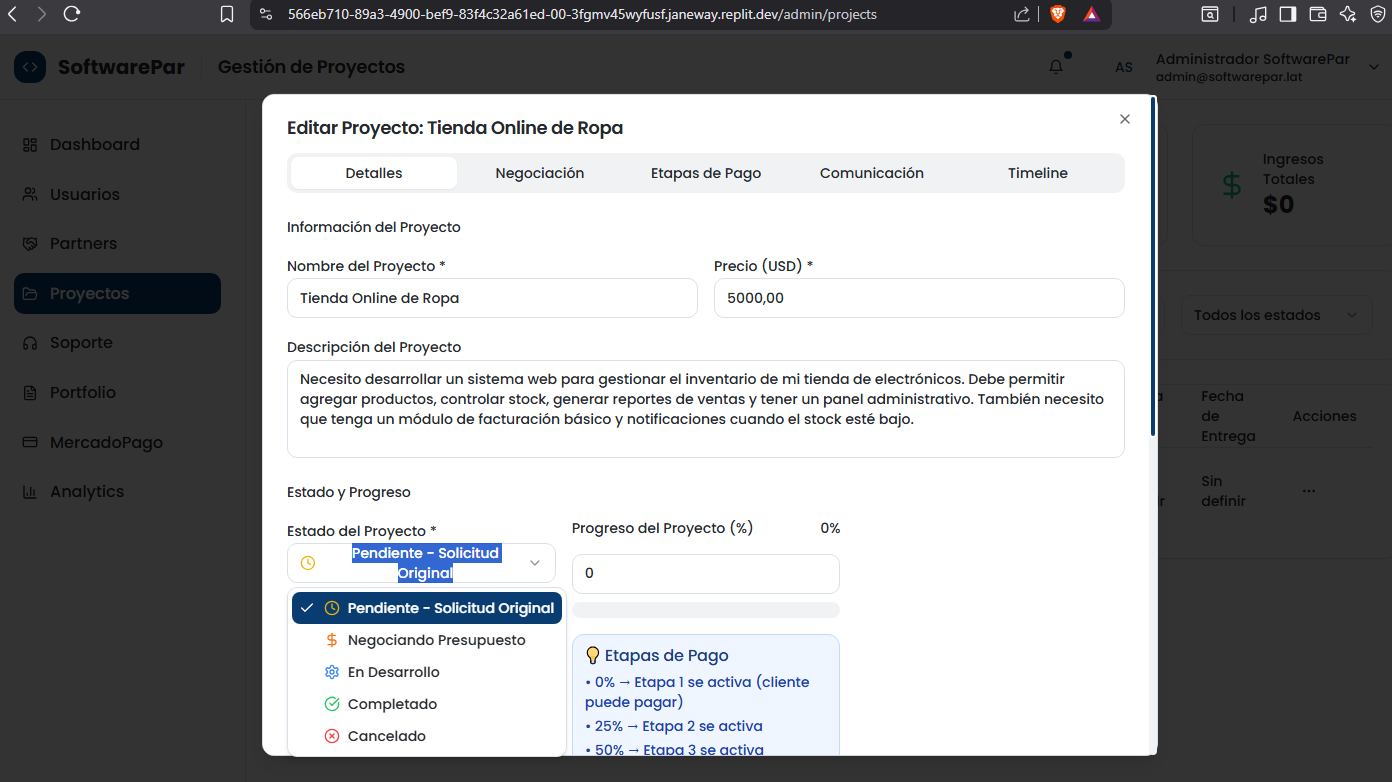 566eb710-89a3-4900-bef9-83f4c32a61ed-00-3fgmv45wyfusf.janeway.replit.dev/admin/projects
SoftwarePar
Gestión de Proyectos
AS
Administrador SoftwarePar
admin@softwarepar.lat
Dashboard
Usuarios
Partners
Proyectos
Soporte
Portfolio
MercadoPago
Analytics
Ingresos
Totales
$0
Todos los estados
Fecha
de
Entrega
Acciones
Sin
definir
...
Editar Proyecto: Tienda Online de Ropa
Detalles
Negociación
Etapas de Pago
Comunicación
Timeline
Información del Proyecto
Nombre del Proyecto *
Precio (USD) *
Tienda Online de Ropa
5000,00
Descripción del Proyecto
Necesito desarrollar un sistema web para gestionar el inventario de mi tienda de electrónicos. Debe permitir
agregar productos, controlar stock, generar reportes de ventas y tener un panel administrativo. También necesito
que tenga un módulo de facturación básico y notificaciones cuando el stock esté bajo.
Estado y Progreso
Estado del Proyecto *
Progreso del Proyecto (%)
0%
Pendiente - Solicitud
Original
0
Pendiente - Solicitud Original
Negociando Presupuesto
En Desarrollo
Completado
Cancelado
Etapas de Pago
• 0% → Etapa 1 se activa (cliente
puede pagar)
• 25% → Etapa 2 se activa
• 50% → Etapa 3 se activa